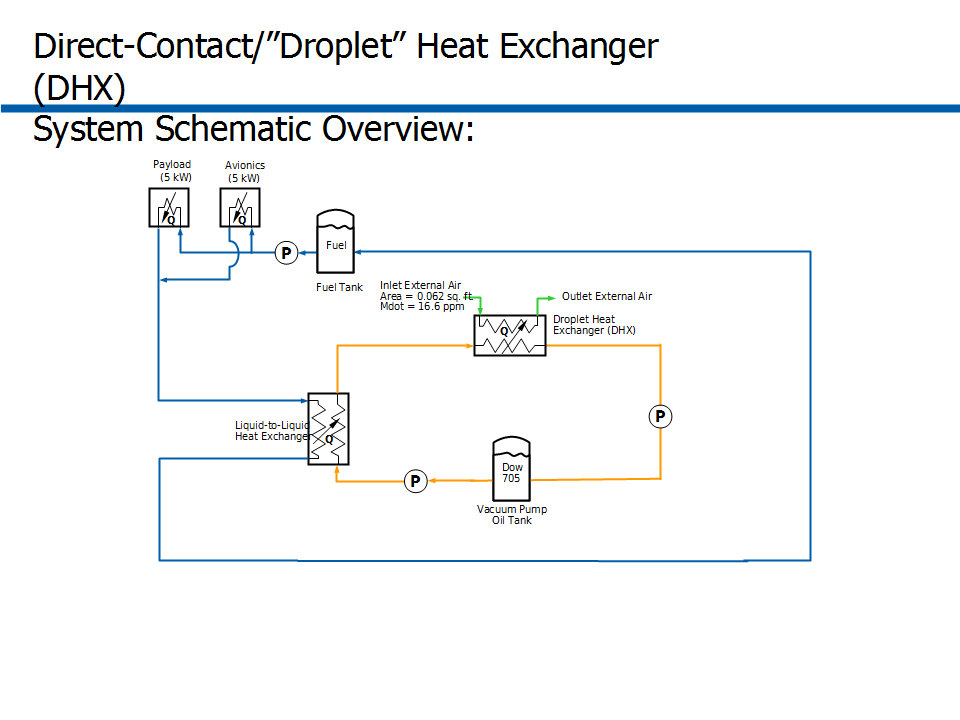 Direct-Contact/”Droplet” Heat Exchanger
(DHX)
System Schematic Overview:
Payload
(5 kW)
Avionics
(5 kW)
Q
Q
P
Fuel
Fuel Tank
Inlet External Air
Area = 0.062 sq. ft.
Mdot = 16.6 ppm
Outlet External Air
Droplet Heat
Exchanger (DHX)
Q
P
Liquid-to-Liquid
Heat Exchanger
Q
P
Dow
705
Vacuum Pump
Oil Tank